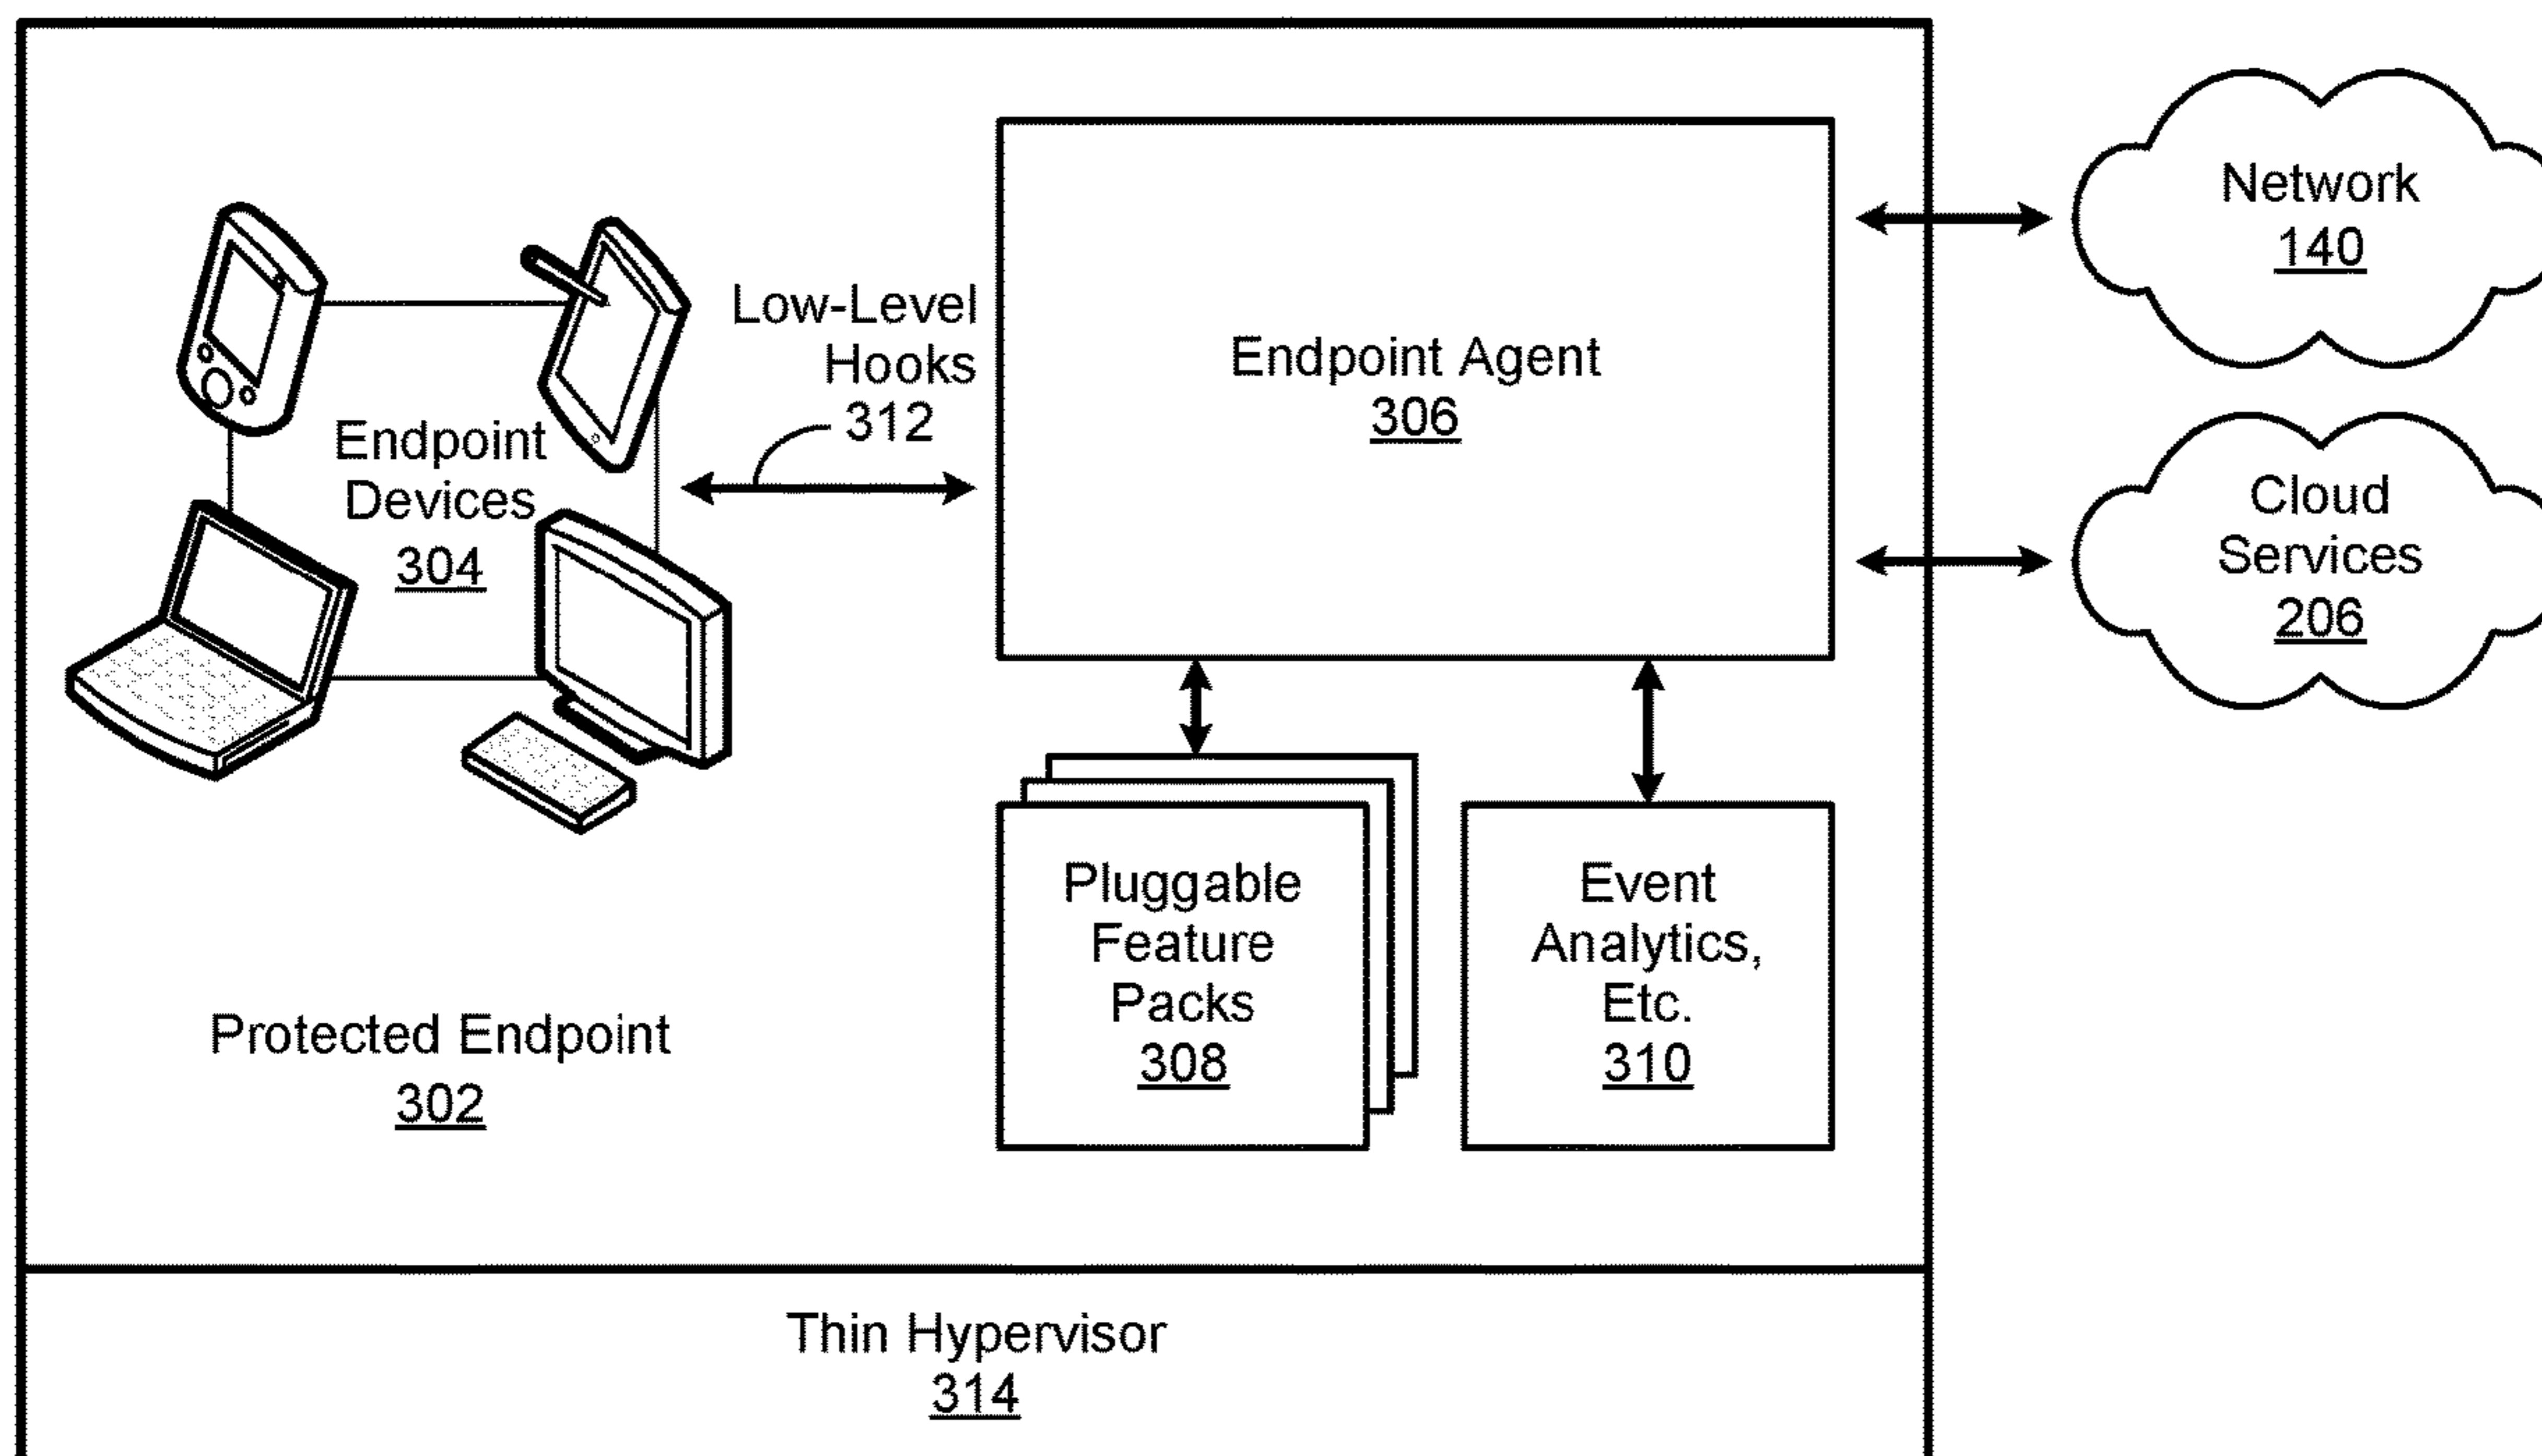 Network
140
Low-Level
Hooks
312
Endpoint Agent
306
Endpoint
Devices
304
Cloud
Services
206
Pluggable
Feature
Packs
308
Event
Analytics,
Etc.
310
Protected Endpoint
302
Thin Hypervisor
314